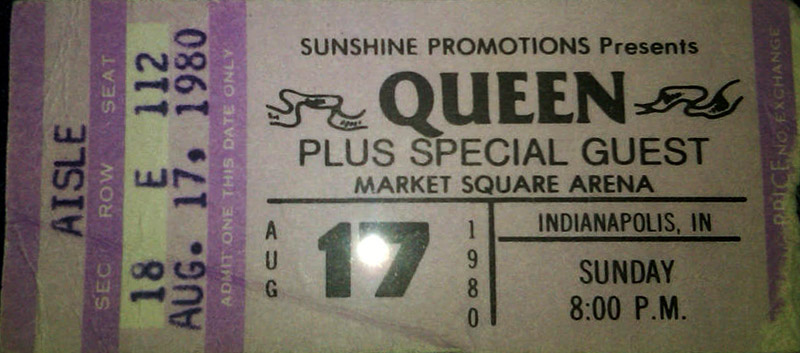 AISLE
SEC ROW SEAT
18 E 112
AUG. 17, 1980
ADMIT ONE THIS DATE ONLY
SUNSHINE PROMOTIONS Presents
QUEEN
PLUS SPECIAL GUEST
MARKET SQUARE ARENA
AUG 17 1980
INDIANAPOLIS, IN
SUNDAY
8:00 P.M.
PRICE NO EXCHANGE